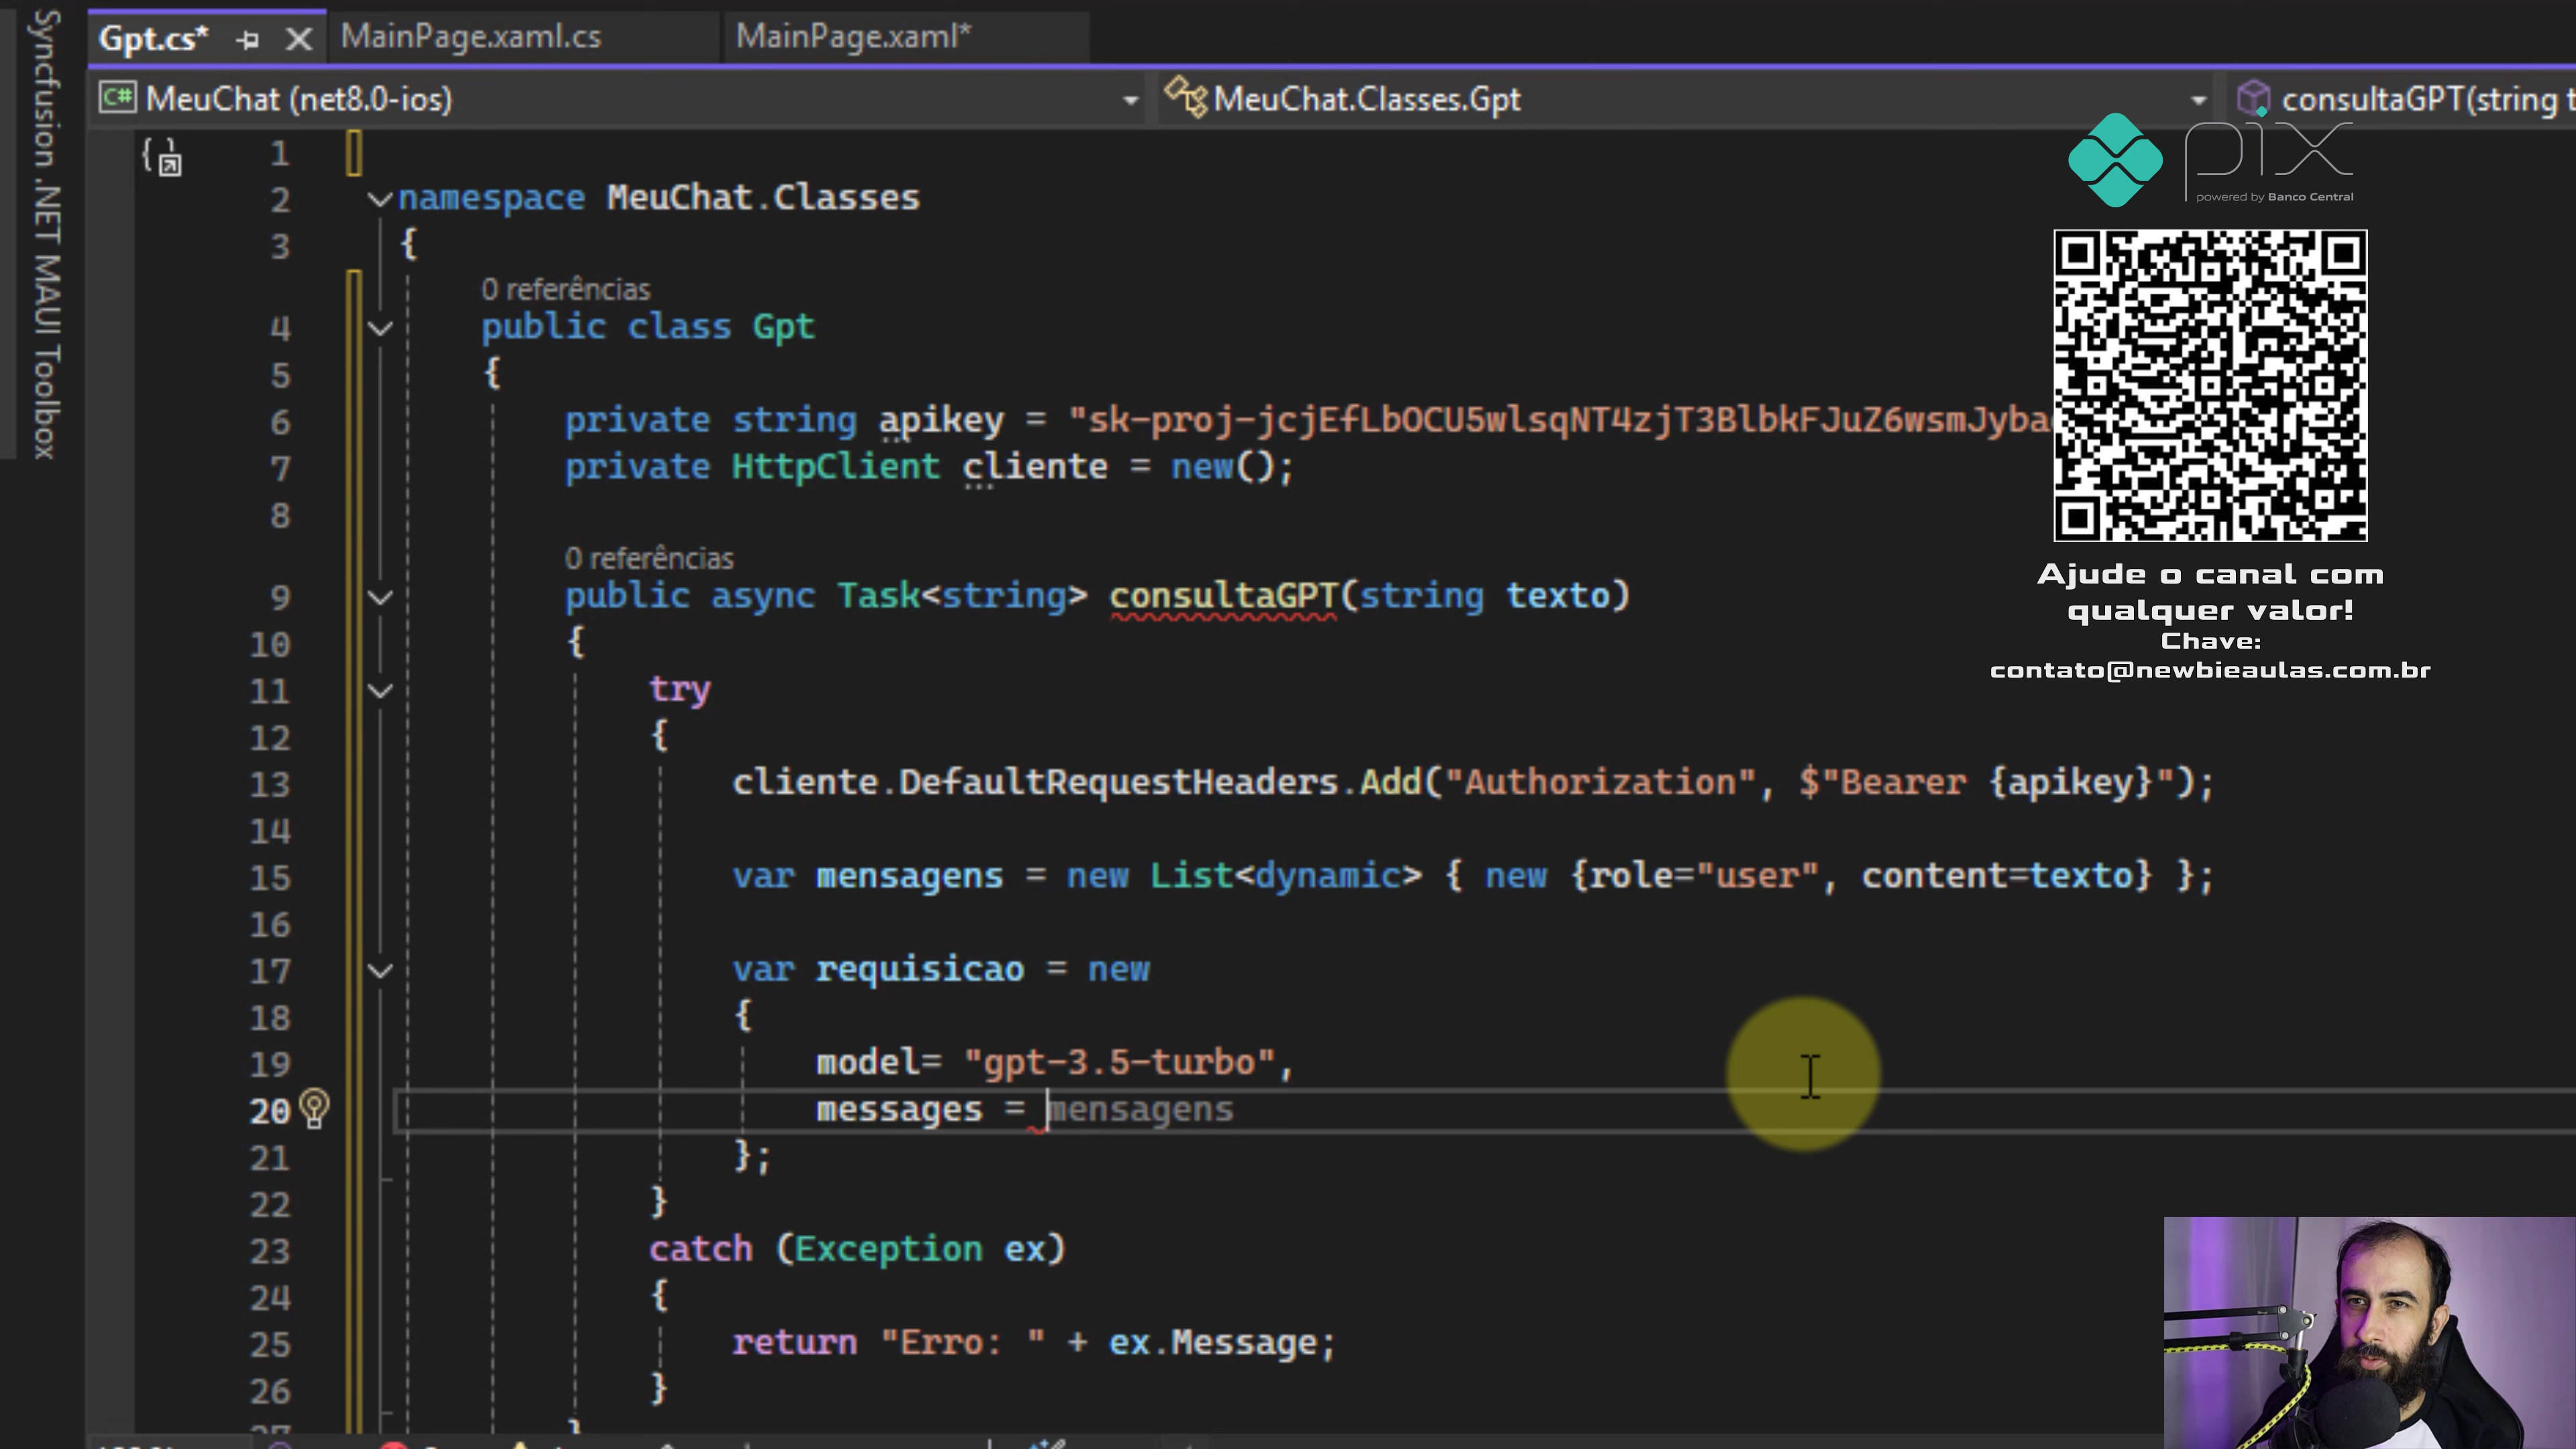 Syncfusion .NET MAUI Toolbox
Gpt.cs*
MainPage.xaml.cs
MainPage.xaml*
C# MeuChat (net8.0-ios)
MeuChat.Classes.Gpt
consultaGPT(string t
1
2 namespace MeuChat.Classes
3 {
0 referências
4 public class Gpt
5 {
6 private string apikey = "sk-proj-jcjEfLbOCU5wlsqNT4zjT3BlbkFJuZ6wsmJyba
7 private HttpClient cliente = new();
8
0 referências
9 public async Task<string> consultaGPT(string texto)
10 {
11 try
12 {
13 cliente.DefaultRequestHeaders.Add("Authorization", $"Bearer {apikey}");
14
15 var mensagens = new List<dynamic> { new {role="user", content=texto} };
16
17 var requisicao = new
18 {
19 model= "gpt-3.5-turbo",
20 messages = mensagens
21 };
22 }
23 catch (Exception ex)
24 {
25 return "Erro: " + ex.Message;
26 }
27 }
pix
powered by Banco Central
Ajude o canal com
qualquer valor!
Chave:
contato@newbieaulas.com.br